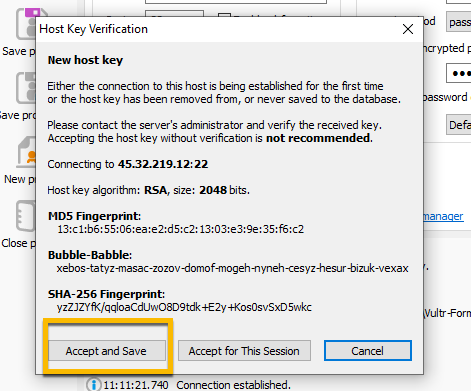 Host Key Verification
New host key
Either the connection to this host is being established for the first time
or the host key has been removed from, or never saved to the database.
Please contact the server's administrator and verify the received key.
Accepting the host key without verification is not recommended.
Connecting to 45.32.219.12:22
Host key algorithm: RSA, size: 2048 bits.
MD5 Fingerprint:
13:c1:b6:55:06:ea:e2:d5:c2:13:03:e3:9e:35:f6:c2
Bubble-Babble:
xebos-tatyz-masac-zozov-domof-mogeh-nyneh-cesyz-hesur-bizuk-vexax
SHA-256 Fingerprint:
yzZJZYfK/qqloaCdUwO8D9tdk+E2y+Kos0svSxD5wkc
Accept and Save
Accept for This Session
Cancel
Save p
Save pro
New p
Close p
pass
ncrypted p
password
Defa
manager
Vultr-Form
11:11:21.740 Connection established.